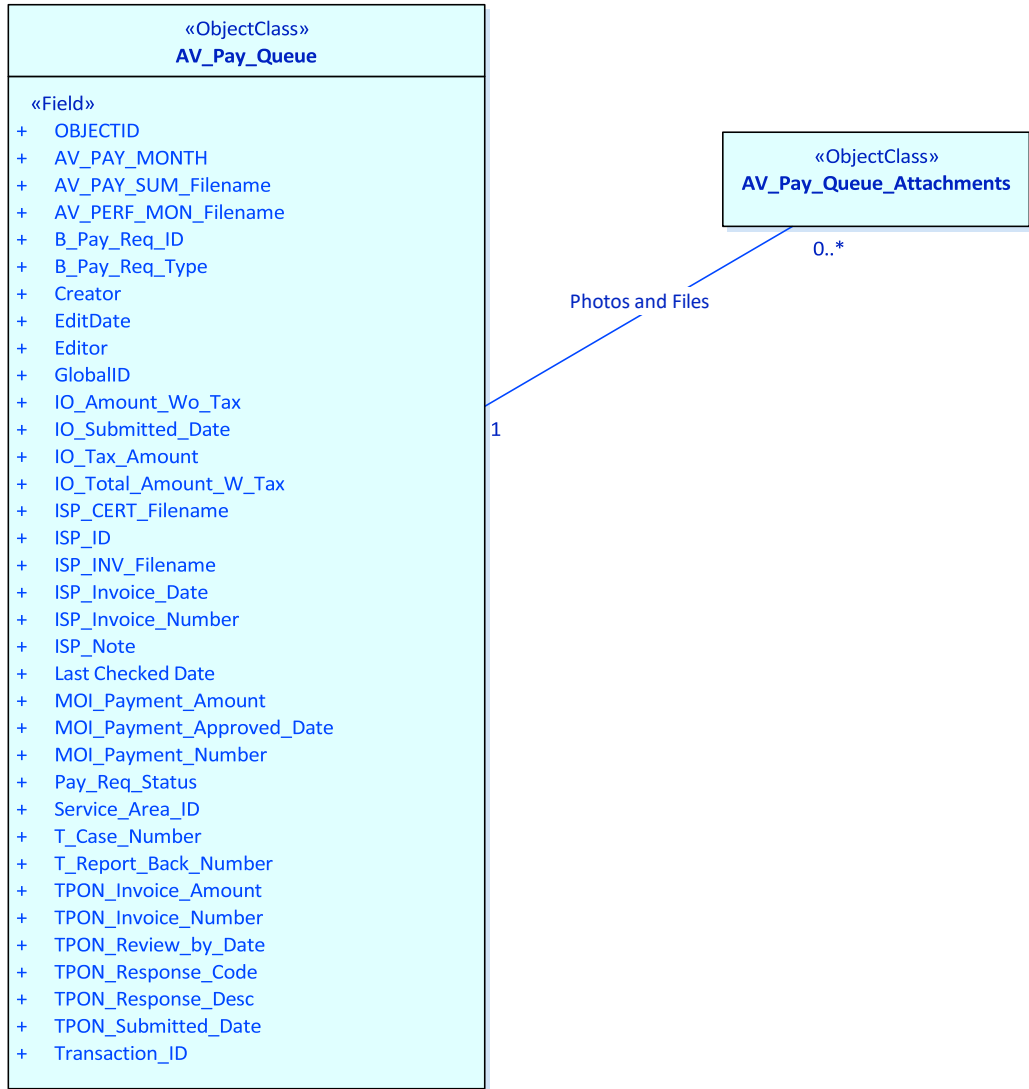 «ObjectClass»
AV_Pay_Queue
«Field»
+ OBJECTID
+ AV_PAY_MONTH
+ AV_PAY_SUM_Filename
+ AV_PERF_MON_Filename
+ B_Pay_Req_ID
+ B_Pay_Req_Type
+ Creator
+ EditDate
+ Editor
+ GlobalID
+ IO_Amount_Wo_Tax
+ IO_Submitted_Date
+ IO_Tax_Amount
+ IO_Total_Amount_W_Tax
+ ISP_CERT_Filename
+ ISP_ID
+ ISP_INV_Filename
+ ISP_Invoice_Date
+ ISP_Invoice_Number
+ ISP_Note
+ Last Checked Date
+ MOI_Payment_Amount
+ MOI_Payment_Approved_Date
+ MOI_Payment_Number
+ Pay_Req_Status
+ Service_Area_ID
+ T_Case_Number
+ T_Report_Back_Number
+ TPON_Invoice_Amount
+ TPON_Invoice_Number
+ TPON_Review_by_Date
+ TPON_Response_Code
+ TPON_Response_Desc
+ TPON_Submitted_Date
+ Transaction_ID
«ObjectClass»
AV_Pay_Queue_Attachments
0..*
Photos and Files
1